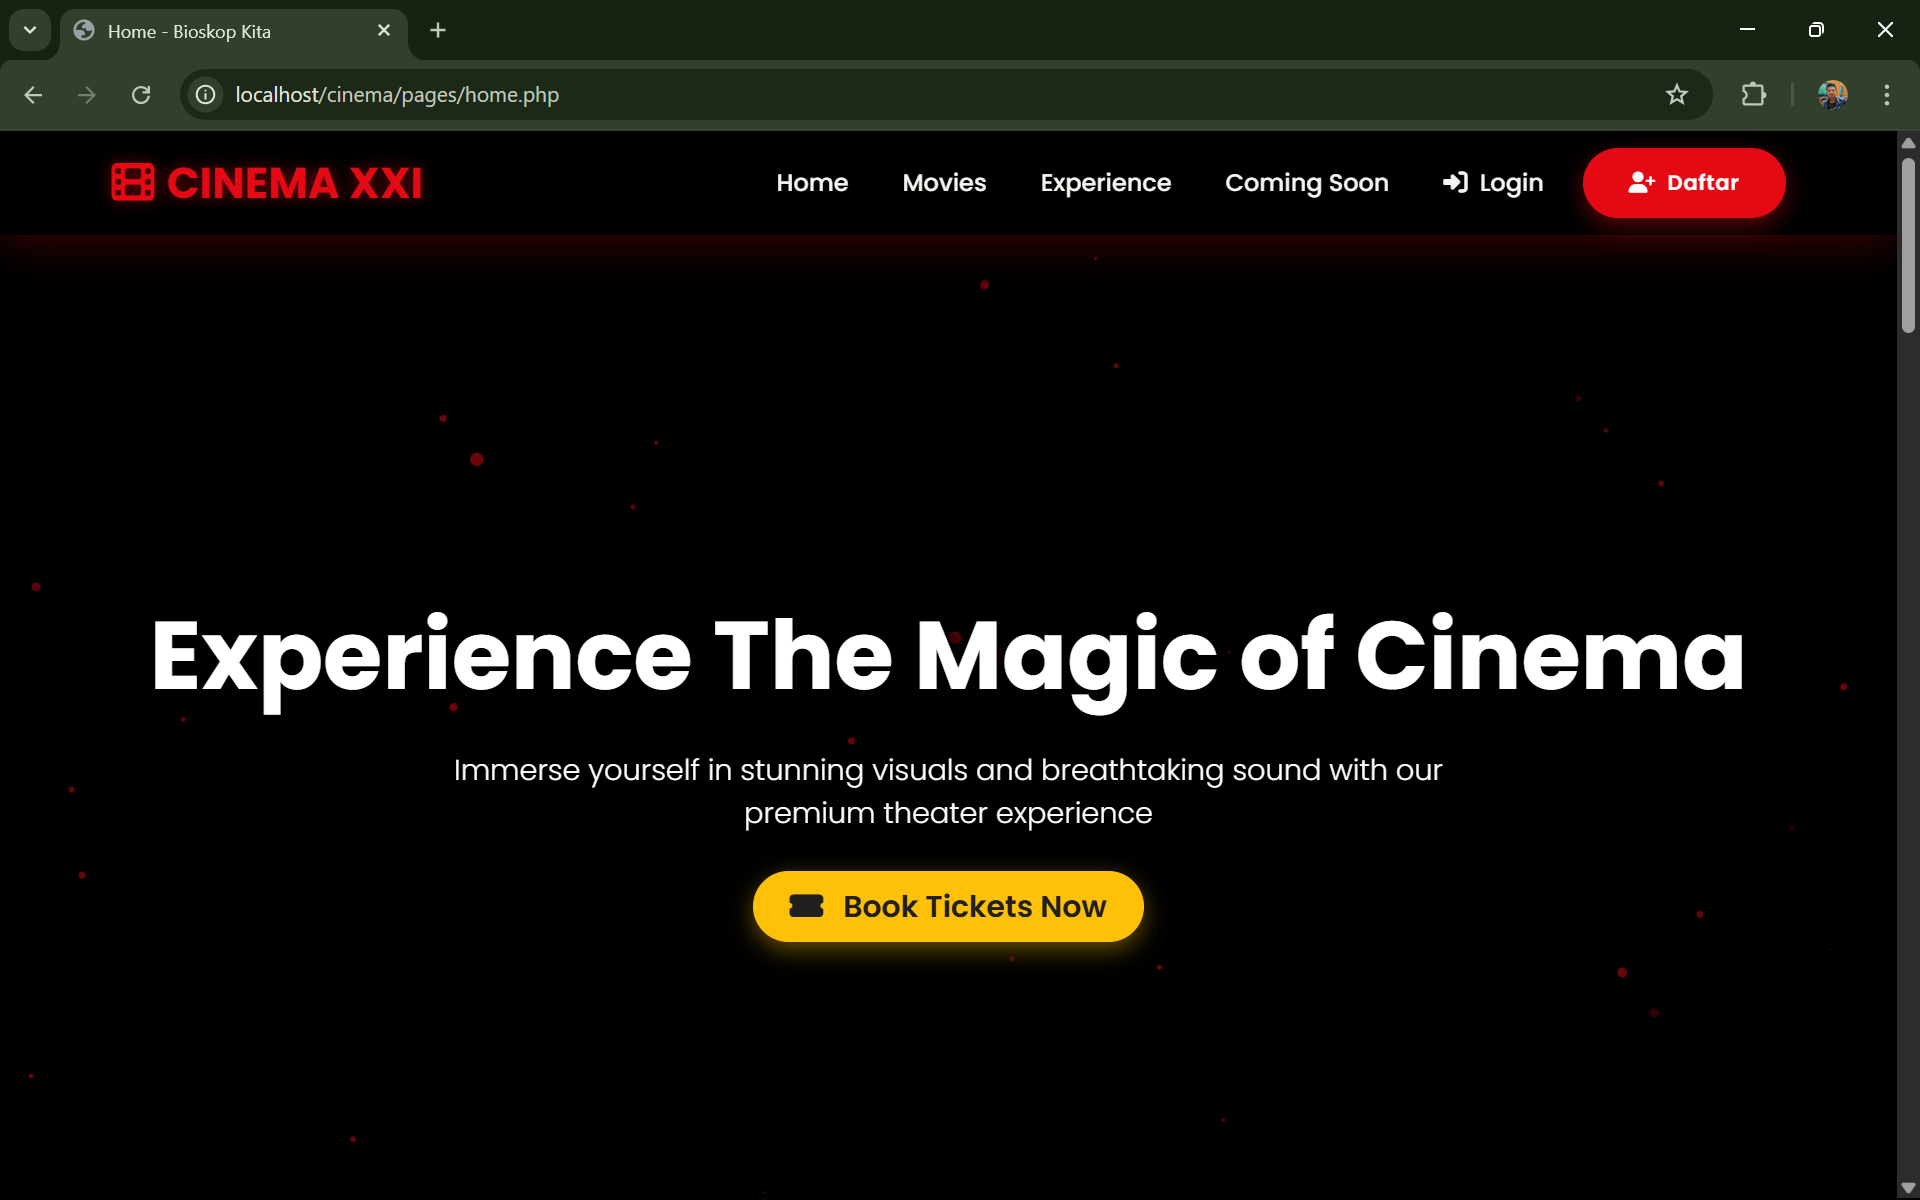 Home - Bioskop Kita
localhost/cinema/pages/home.php
CINEMA XXI
Home
Movies
Experience
Coming Soon
Login
Daftar
Experience The Magic of Cinema
Immerse yourself in stunning visuals and breathtaking sound with our
premium theater experience
Book Tickets Now